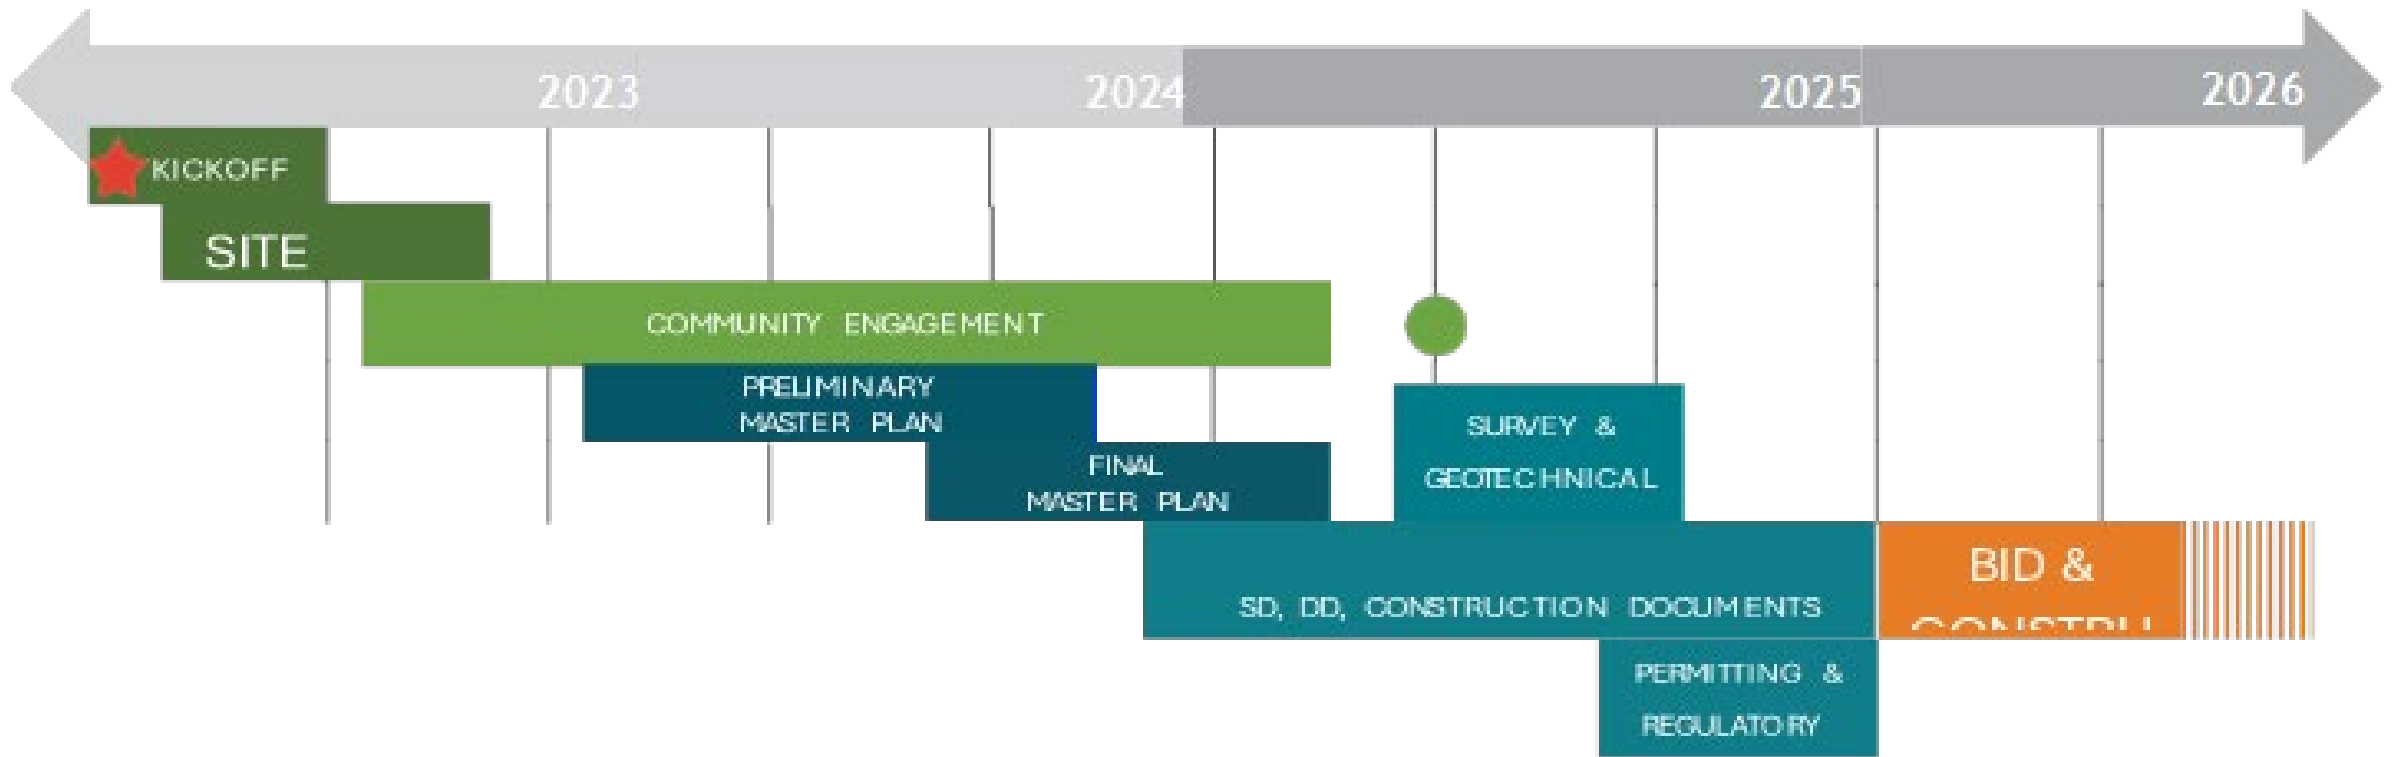 2023 2024 2025 2026
KICKOFF
SITE
COMMUNITY ENGAGEMENT
PRELIMINARY
MASTER PLAN
FINAL
MASTER PLAN
SURVEY &
GEOTECHNICAL
SD, DD, CONSTRUCTION DOCUMENTS
BID &
PERMITTING &
REGULATORY